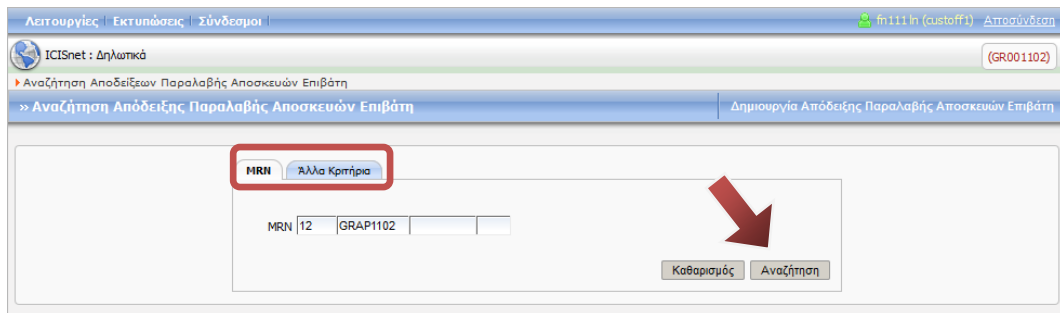 Λειτουργίες | Εκτυπώσεις | Σύνδεσμοι | fn111 ln (custoff1) Αποσύνδεση
ICISnet : Δηλωτικά (GR001102)
Αναζήτηση Αποδείξεων Παραλαβής Αποσκευών Επιβάτη
» Αναζήτηση Απόδειξης Παραλαβής Αποσκευών Επιβάτη Δημιουργία Απόδειξης Παραλαβής Αποσκευών Επιβάτη
MRN Άλλα Κριτήρια
MRN 12 GRAP1102
Καθαρισμός Αναζήτηση